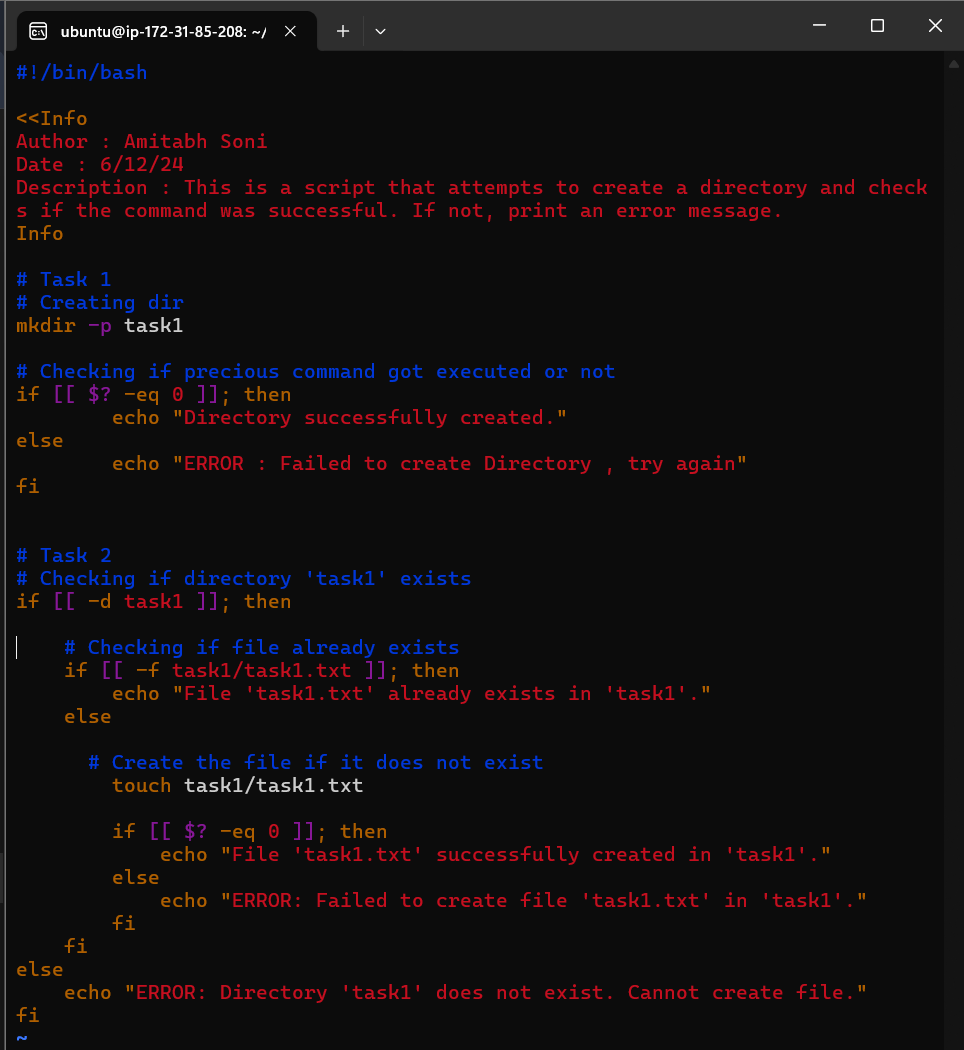 ubuntu@ip-172-31-85-208: ~/
#!/bin/bash
<<Info
Author : Amitabh Soni
Date : 6/12/24
Description : This is a script that attempts to create a directory and check
s if the command was successful. If not, print an error message.
Info
# Task 1
# Creating dir
mkdir -p task1
# Checking if precious command got executed or not
if [[ $? -eq 0 ]]; then
        echo "Directory successfully created."
else
        echo "ERROR : Failed to create Directory , try again"
fi
# Task 2
# Checking if directory 'task1' exists
if [[ -d task1 ]]; then
    # Checking if file already exists
    if [[ -f task1/task1.txt ]]; then
        echo "File 'task1.txt' already exists in 'task1'."
    else
      # Create the file if it does not exist
        touch task1/task1.txt
        if [[ $? -eq 0 ]]; then
            echo "File 'task1.txt' successfully created in 'task1'."
        else
            echo "ERROR: Failed to create file 'task1.txt' in 'task1'."
        fi
    fi
else
    echo "ERROR: Directory 'task1' does not exist. Cannot create file."
fi
~